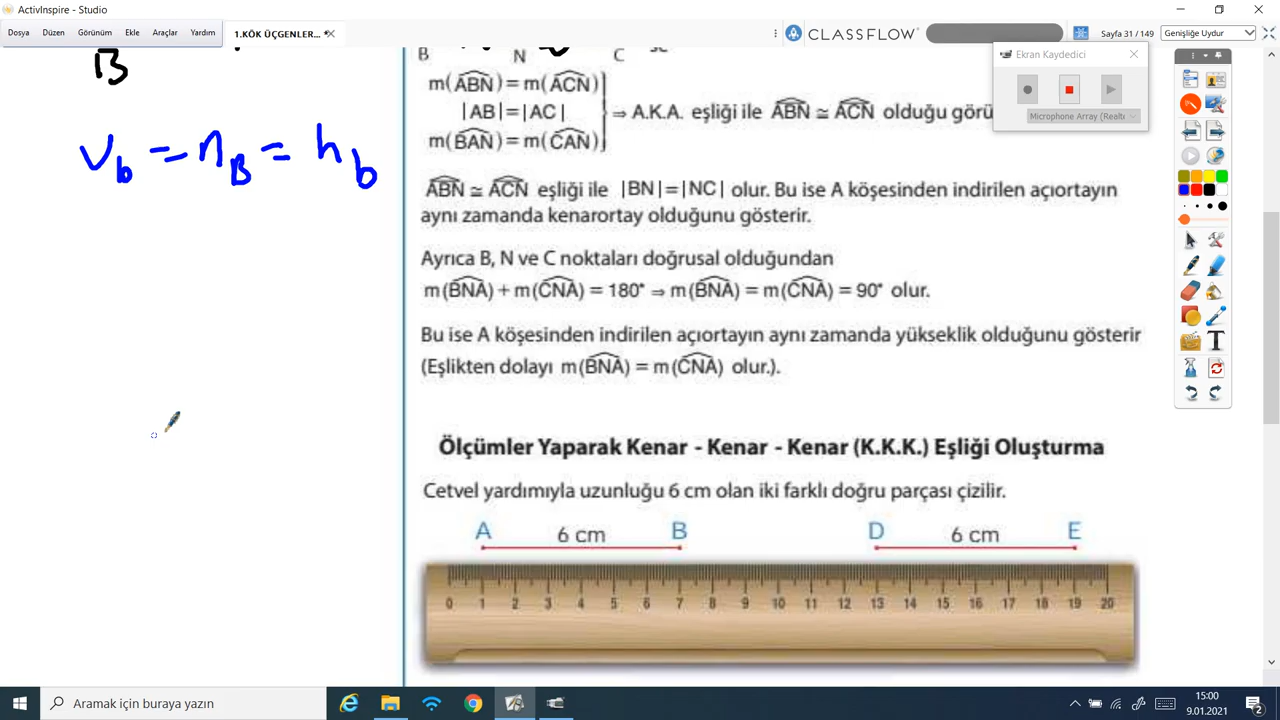 ActivInspire - Studio
Dosya Düzen Görünüm Ekle Araçlar Yardım
1.KÖK ÜÇGENLER...*
CLASSFLOW
Sayfa 31 / 149
Genişliğe Uydur
Ekran Kaydedici
Microphone Array (Realt
B
V_b = n_B = h_b
B N C
m(ABN) = m(ACN)
|AB|=|AC| ⇒ A.K.A. eşliği ile ABN ≅ ACN olduğu görü
m(BAN) = m(CAN)
ABN ≅ ACN eşliği ile |BN|=|NC| olur. Bu ise A köşesinden indirilen açıortayın
aynı zamanda kenarortay olduğunu gösterir.
Ayrıca B, N ve C noktaları doğrusal olduğundan
m(BNA) + m(CNA) = 180° ⇒ m(BNA) = m(CNA) = 90° olur.
Bu ise A köşesinden indirilen açıortayın aynı zamanda yükseklik olduğunu gösterir
(Eşlikten dolayı m(BNA) = m(CNA) olur.).
Ölçümler Yaparak Kenar - Kenar - Kenar (K.K.K.) Eşliği Oluşturma
Cetvel yardımıyla uzunluğu 6 cm olan iki farklı doğru parçası çizilir.
A 6 cm B D 6 cm E
0 1 2 3 4 5 6 7 8 9 10 11 12 13 14 15 16 17 18 19 20
Aramak için buraya yazın
15:00
9.01.2021
2